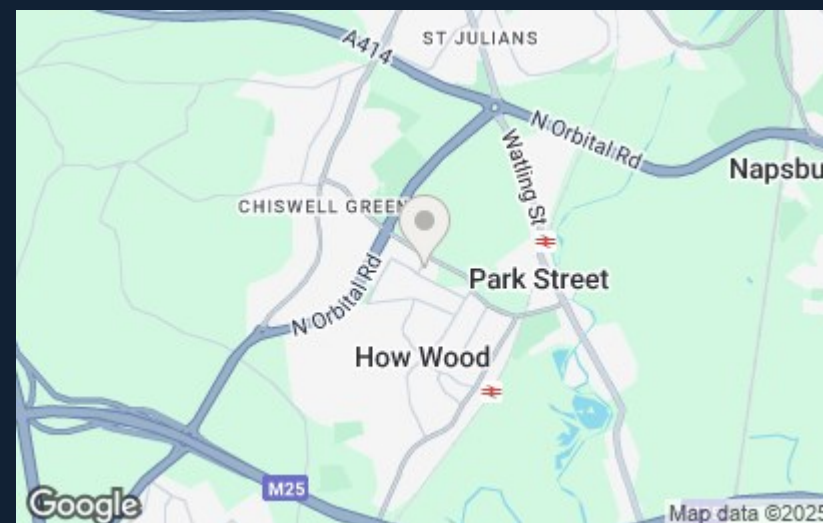 A414
ST JULIANS
N Orbital Rd
Watling St
Napsbu
CHISWELL GREEN
Park Street
N Orbital Rd
How Wood
M25
Google
Map data ©2025